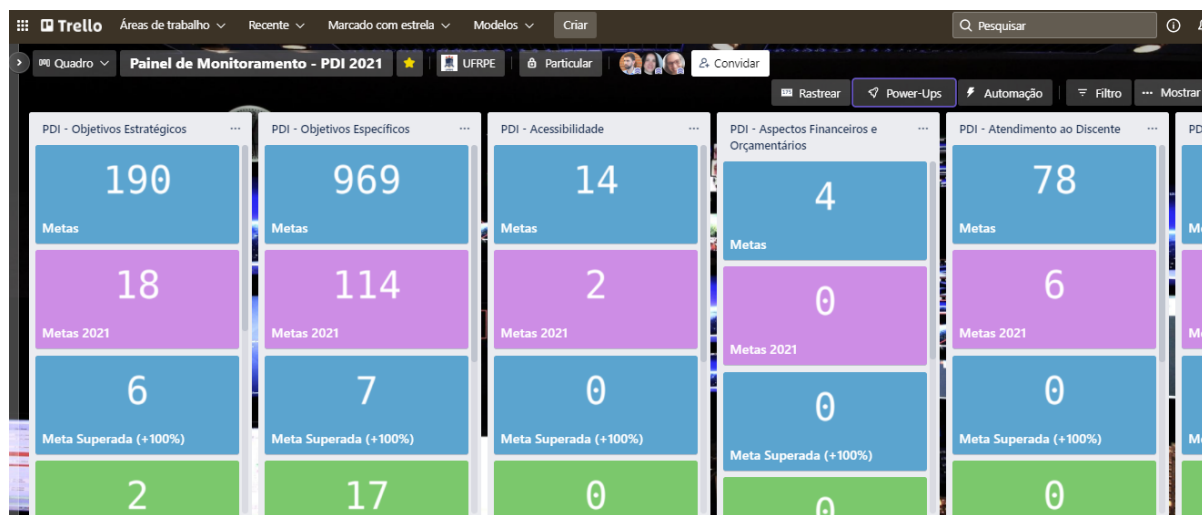 Trello Áreas de trabalho Recente Marcado com estrela Modelos Criar Pesquisar
Quadro Painel de Monitoramento - PDI 2021 UFRPE Particular Convidar
Rastrear Power-Ups Automação Filtro Mostrar
PDI - Objetivos Estratégicos
190
Metas
18
Metas 2021
6
Meta Superada (+100%)
2
PDI - Objetivos Específicos
969
Metas
114
Metas 2021
7
Meta Superada (+100%)
17
PDI - Acessibilidade
14
Metas
2
Metas 2021
0
Meta Superada (+100%)
0
PDI - Aspectos Financeiros e
Orçamentários
4
Metas
0
Metas 2021
0
Meta Superada (+100%)
0
PDI - Atendimento ao Discente
78
Metas
6
Metas 2021
0
Meta Superada (+100%)
0